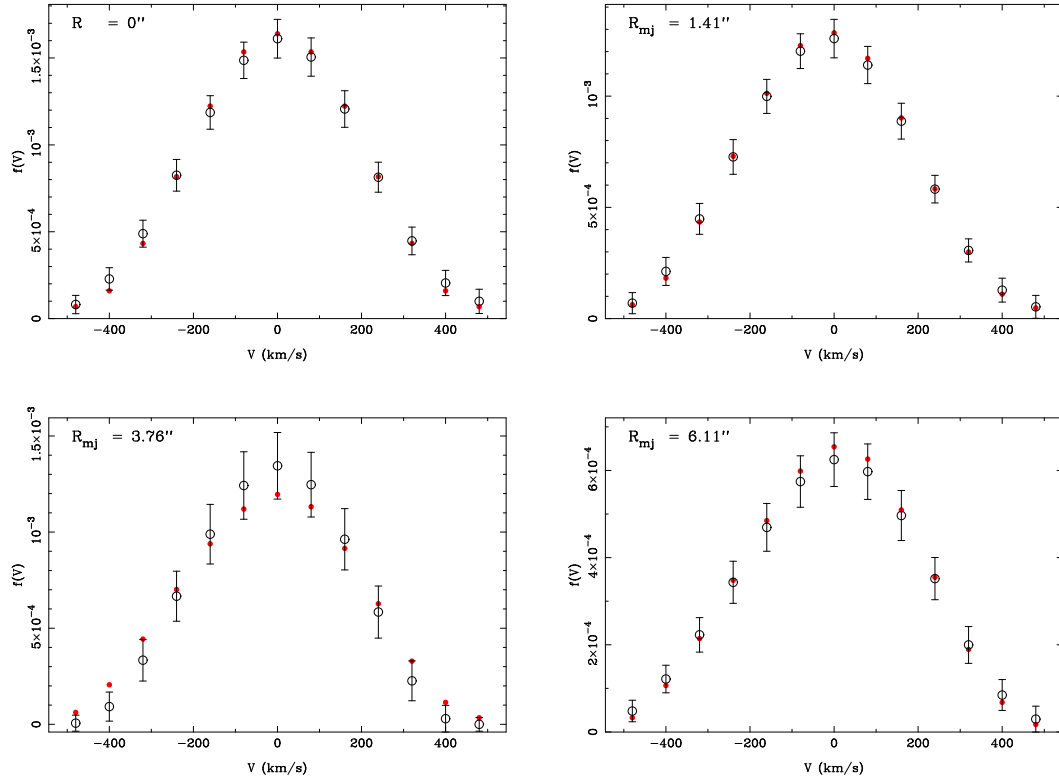 R = 0"
1.5×10⁻³
10⁻³
5×10⁻⁴
0
f(V)
−400 −200 0 200 400
V (km/s)
R_mj = 1.41"
10⁻³
5×10⁻⁴
0
f(V)
−400 −200 0 200 400
V (km/s)
R_mj = 3.76"
1.5×10⁻³
10⁻³
5×10⁻⁴
0
f(V)
−400 −200 0 200 400
V (km/s)
R_mj = 6.11"
6×10⁻⁴
4×10⁻⁴
2×10⁻⁴
0
f(V)
−400 −200 0 200 400
V (km/s)